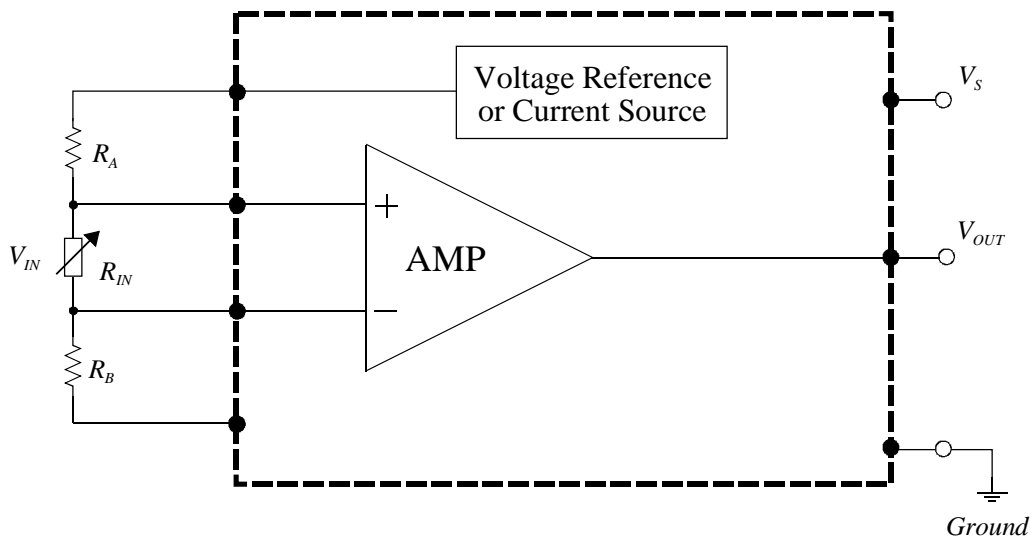 Voltage Reference
or Current Source
V_S
R_A
+
AMP
V_OUT
V_IN
R_IN
−
R_B
Ground